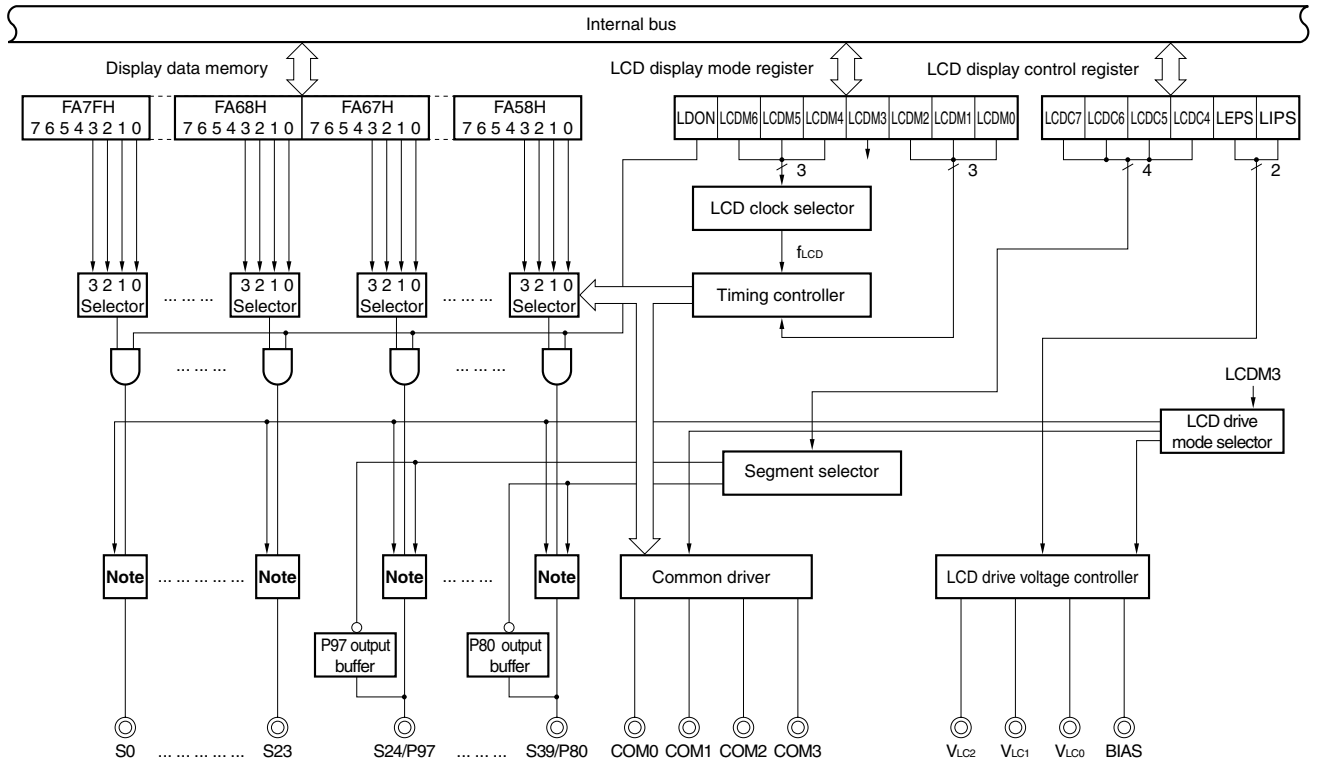 Internal bus
Display data memory
LCD display mode register
LCD display control register
FA7FH
7 6 5 4 3 2 1 0
FA68H
7 6 5 4 3 2 1 0
FA67H
7 6 5 4 3 2 1 0
FA58H
7 6 5 4 3 2 1 0
LDON LCDM6 LCDM5 LCDM4 LCDM3 LCDM2 LCDM1 LCDM0
LCDC7 LCDC6 LCDC5 LCDC4 LEPS LIPS
3
3
4
2
LCD clock selector
fLCD
3 2 1 0
Selector
... ... ...
3 2 1 0
Selector
3 2 1 0
Selector
... ... ...
3 2 1 0
Selector
Timing controller
... ... ...
... ... ...
LCDM3
LCD drive
mode selector
Segment selector
Note
... ... ... ... ...
Note
Note
... ... ...
Note
Common driver
LCD drive voltage controller
P97 output
buffer
P80 output
buffer
S0
... ... ... ... ...
S23
S24/P97
... ... ...
S39/P80
COM0 COM1 COM2 COM3
VLC2 VLC1 VLC0 BIAS